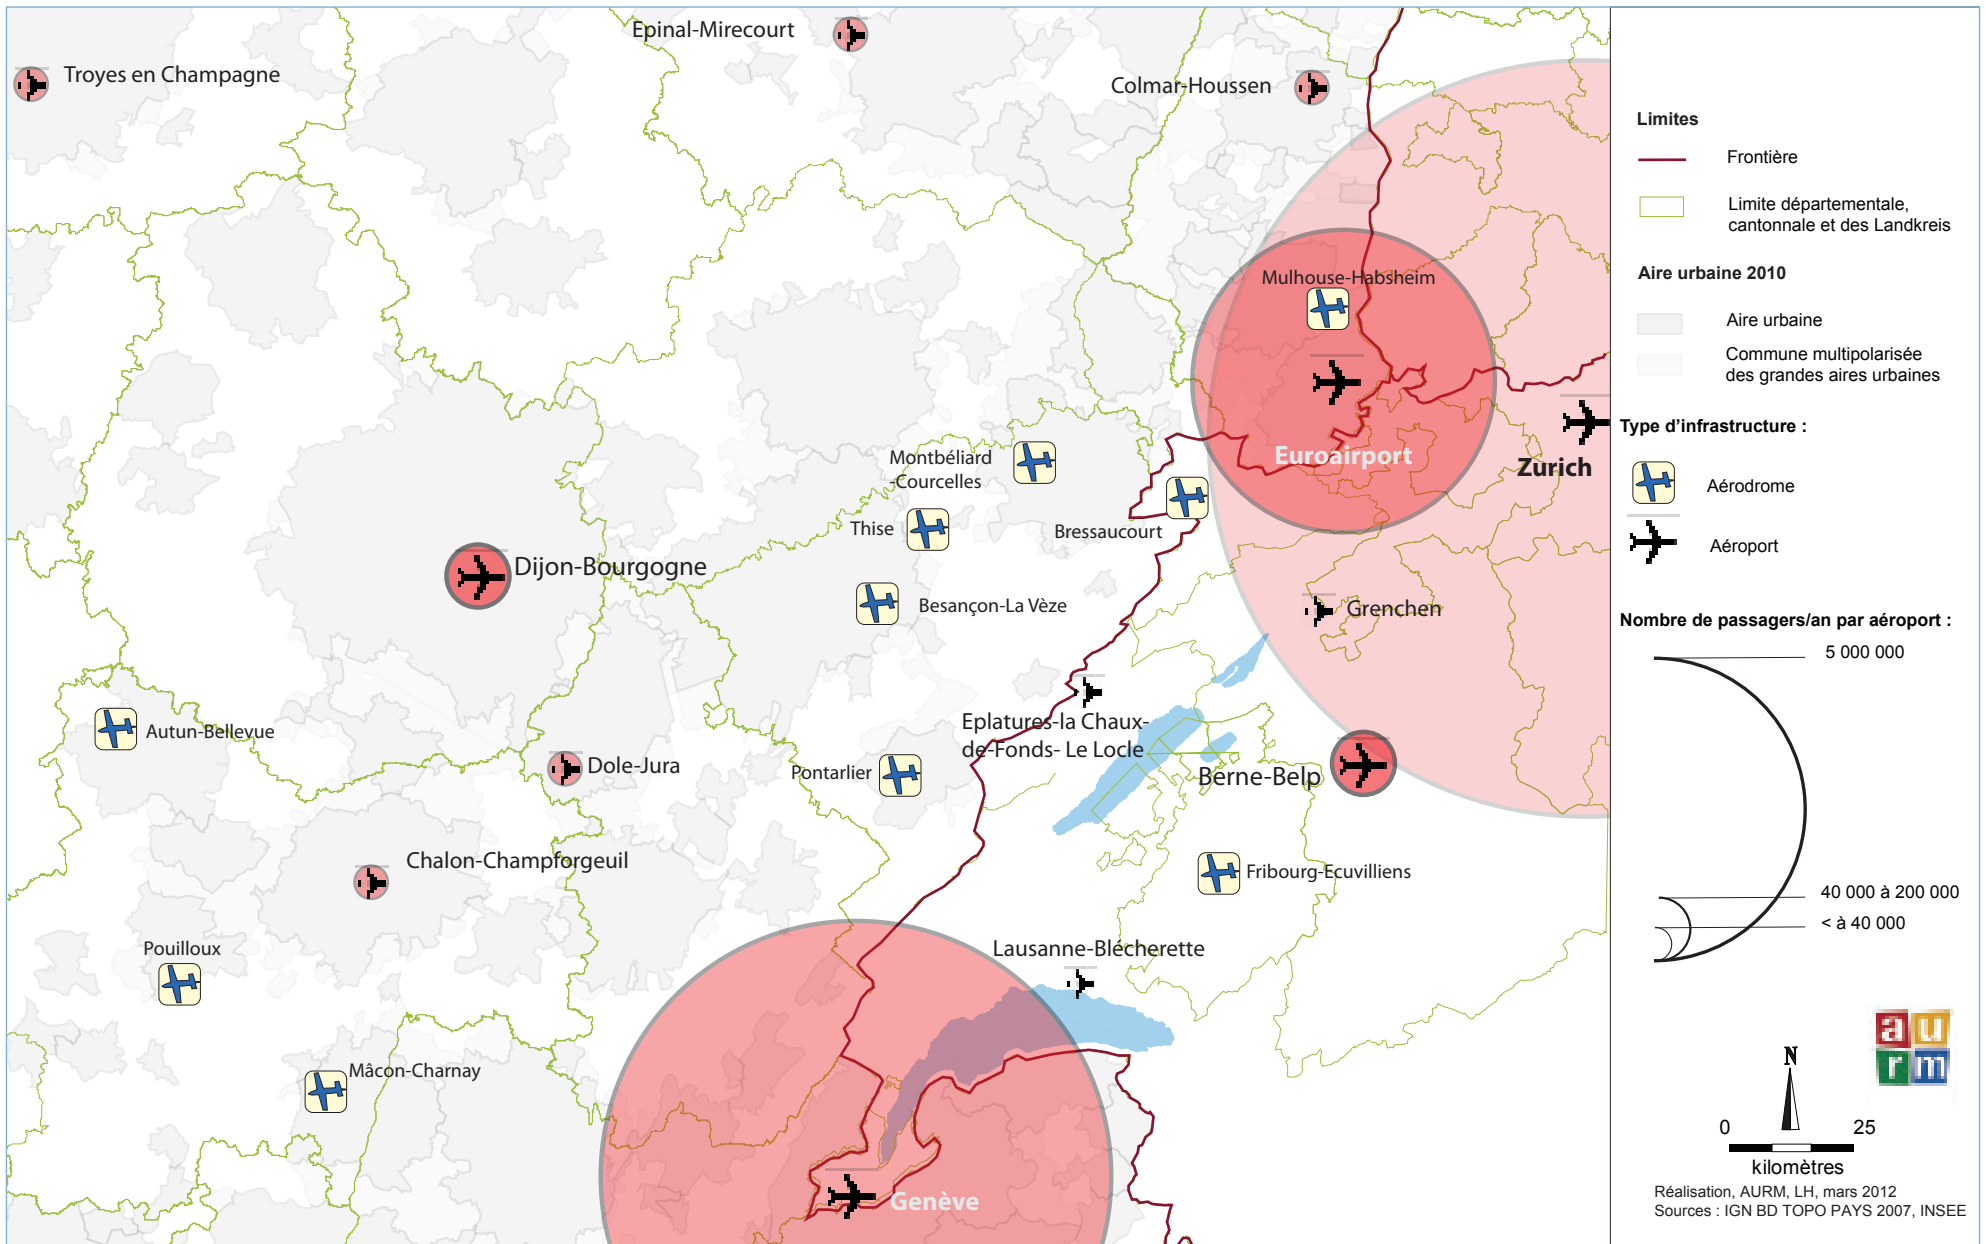 Epinal-Mirecourt
Troyes en Champagne
Colmar-Houssen
Mulhouse-Habsheim
Euroairport
Zurich
Montbéliard
-Courcelles
Thise
Bressaucourt
Dijon-Bourgogne
Besançon-La Vèze
Grenchen
Eplatures-la Chaux-
de-Fonds- Le Locle
Autun-Bellevue
Dole-Jura
Pontarlier
Berne-Belp
Chalon-Champforgeuil
Fribourg-Ecuvilliens
Pouilloux
Lausanne-Blécherette
Mâcon-Charnay
Genève
Limites
Frontière
Limite départementale,
cantonnale et des Landkreis
Aire urbaine 2010
Aire urbaine
Commune multipolarisée
des grandes aires urbaines
Type d'infrastructure :
Aérodrome
Aéroport
Nombre de passagers/an par aéroport :
5 000 000
40 000 à 200 000
< à 40 000
a u
r m
N
0 25
kilomètres
Réalisation, AURM, LH, mars 2012
Sources : IGN BD TOPO PAYS 2007, INSEE